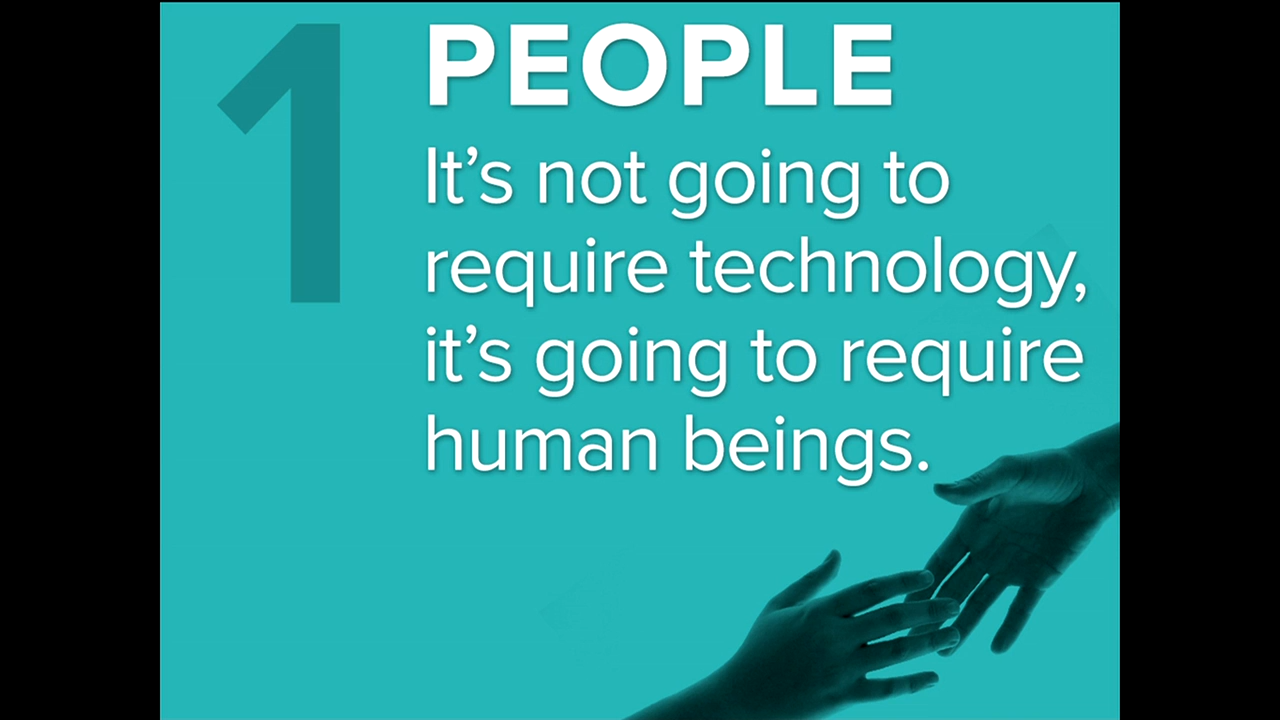 1
PEOPLE
It’s not going to
require technology,
it’s going to require
human beings.